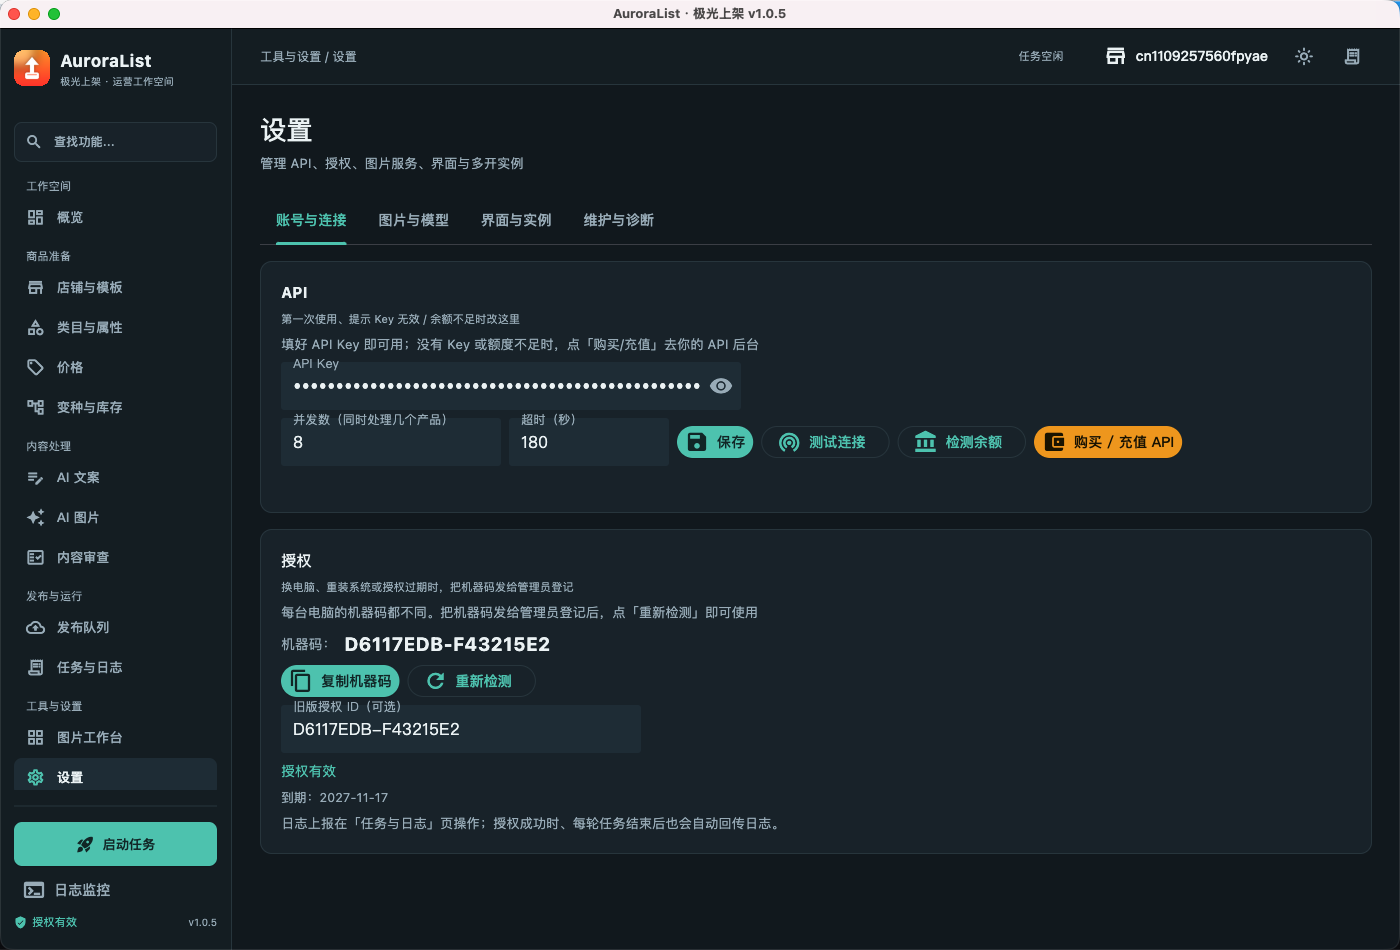 AuroraList · 极光上架 v1.0.5
AuroraList
极光上架 · 运营工作空间
查找功能...
工作空间
概览
商品准备
店铺与模板
类目与属性
价格
变种与库存
内容处理
AI 文案
AI 图片
内容审查
发布与运行
发布队列
任务与日志
工具与设置
图片工作台
设置
启动任务
日志监控
授权有效 v1.0.5
工具与设置 / 设置
任务空闲 cn1109257560fpyae
设置
管理 API、授权、图片服务、界面与多开实例
账号与连接 图片与模型 界面与实例 维护与诊断
API
第一次使用、提示 Key 无效 / 余额不足时改这里
填好 API Key 即可用；没有 Key 或额度不足时，点「购买/充值」去你的 API 后台
API Key
并发数（同时处理几个产品） 超时（秒）
8 180 保存 测试连接 检测余额 购买 / 充值 API
授权
换电脑、重装系统或授权过期时，把机器码发给管理员登记
每台电脑的机器码都不同。把机器码发给管理员登记后，点「重新检测」即可使用
机器码： D6117EDB-F43215E2
复制机器码 重新检测
旧版授权 ID（可选）
D6117EDB-F43215E2
授权有效
到期：2027-11-17
日志上报在「任务与日志」页操作；授权成功时、每轮任务结束后也会自动回传日志。